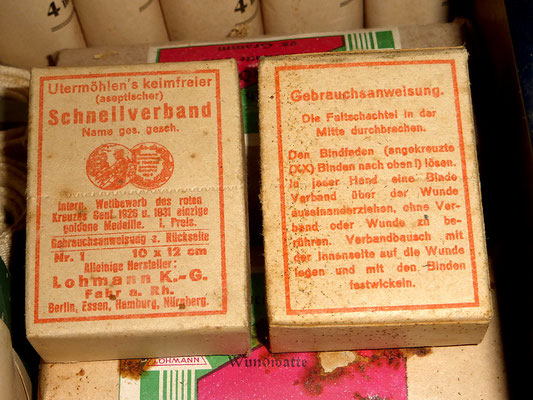 4
4
Utermöhlen's keimfreier
(aseptischer)
Schnellverband
Name ges. gesch.
Intern. Wettbewerb des roten
Kreuzes Genf. 1926 u. 1931 einzige
goldene Medaille. I. Preis.
Gebrauchsanweisung s. Rückseite
Nr. 1 10 x 12 cm
Alleinige Hersteller:
Lohmann K.-G.
Fahr a. Rh.
Berlin, Essen, Hamburg, Nürnberg.
Gebrauchsanweisung.
Die Faltschachtel in der
Mitte durchbrechen.
Den Bindfaden (angekreuzte
(XX) Binden nach oben!) lösen.
In jeder Hand eine Binde
Verband über der Wunde
auseinanderziehen, ohne Ver-
band oder Wunde zu be-
rühren. Verbandbausch mit
der Innenseite auf die Wunde
legen und mit den Binden
festwickeln.
LOHMANN
Wundwatte